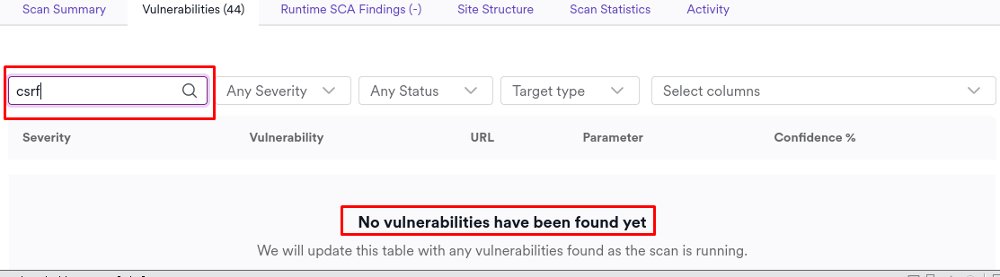 Scan Summary Vulnerabilities (44) Runtime SCA Findings (-) Site Structure Scan Statistics Activity
csrf Any Severity Any Status Target type Select columns
Severity Vulnerability URL Parameter Confidence %
No vulnerabilities have been found yet
We will update this table with any vulnerabilities found as the scan is running.